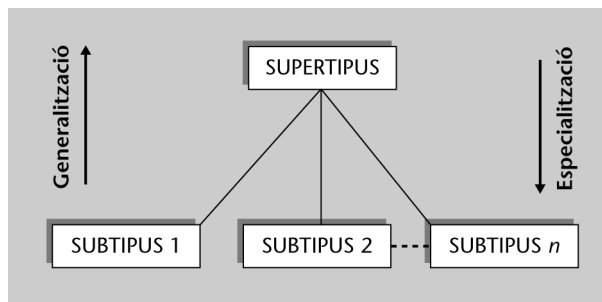 Generalització
SUPERTIPUS
Especialització
SUBTIPUS 1
SUBTIPUS 2
SUBTIPUS n